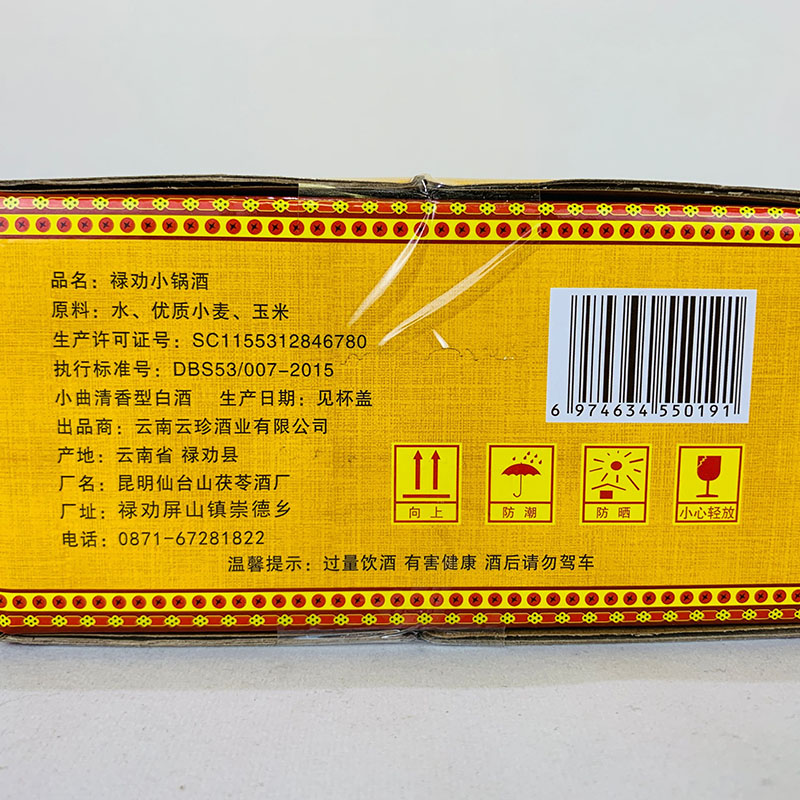 品名：禄劝小锅酒
原料：水、优质小麦、玉米
生产许可证号：SC1155312846780
执行标准号：DBS53/007-2015
小曲清香型白酒 生产日期：见杯盖
出品商：云南云珍酒业有限公司
产地：云南省 禄劝县
厂名：昆明仙台山茯苓酒厂
厂址：禄劝屏山镇崇德乡
电话：0871-67281822
温馨提示：过量饮酒 有害健康 酒后请勿驾车
6 974634 550191
向上
防潮
防晒
小心轻放